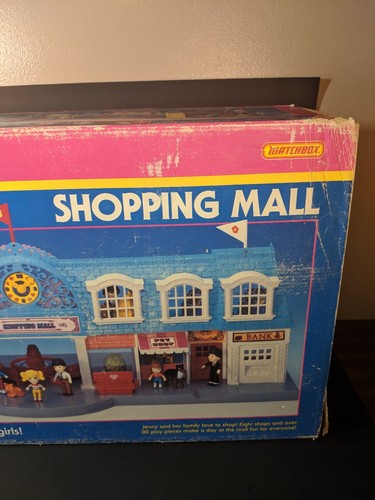 MATCHBOX
SHOPPING MALL
SHOPPING MALL
PET
SHOP
BANK
girls!
Jenny and her family love to shop! Eight shops and over
30 play pieces make a day at the mall fun for everyone!